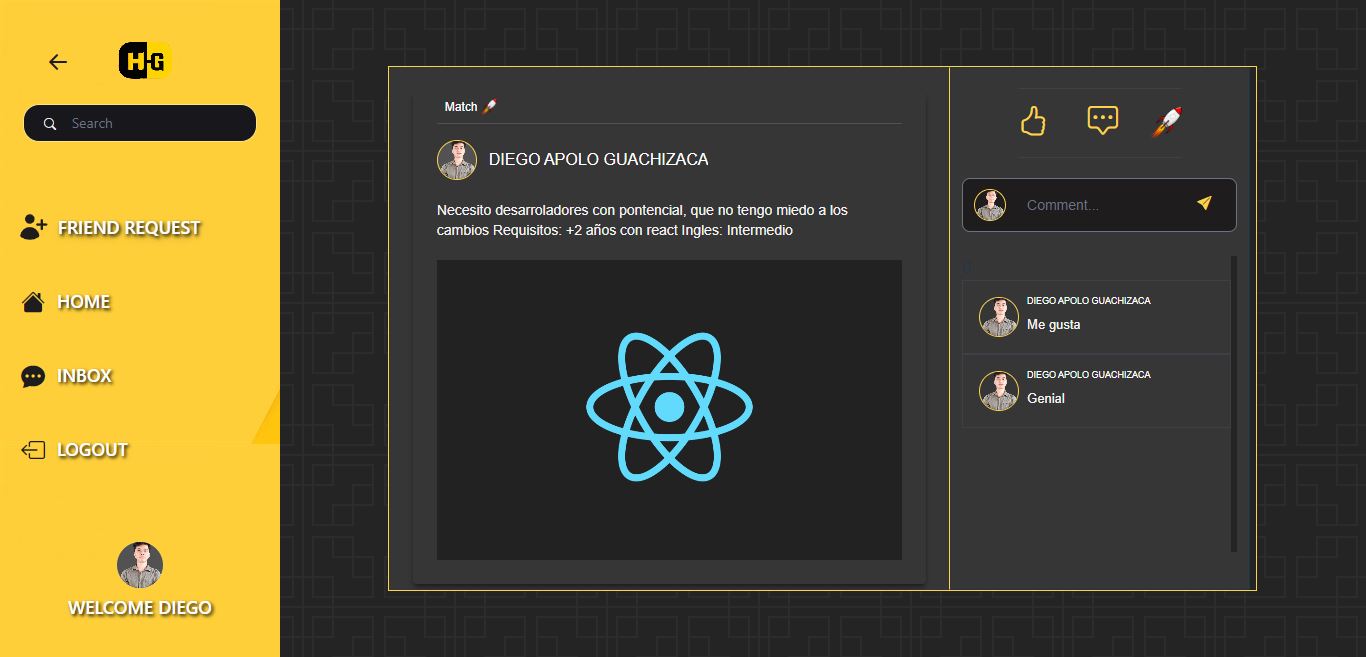 H-G
Search
FRIEND REQUEST
HOME
INBOX
LOGOUT
WELCOME DIEGO
Match 🚀
DIEGO APOLO GUACHIZACA
Necesito desarroladores con pontencial, que no tengo miedo a los
cambios Requisitos: +2 años con react Ingles: Intermedio
Comment...
DIEGO APOLO GUACHIZACA
Me gusta
DIEGO APOLO GUACHIZACA
Genial